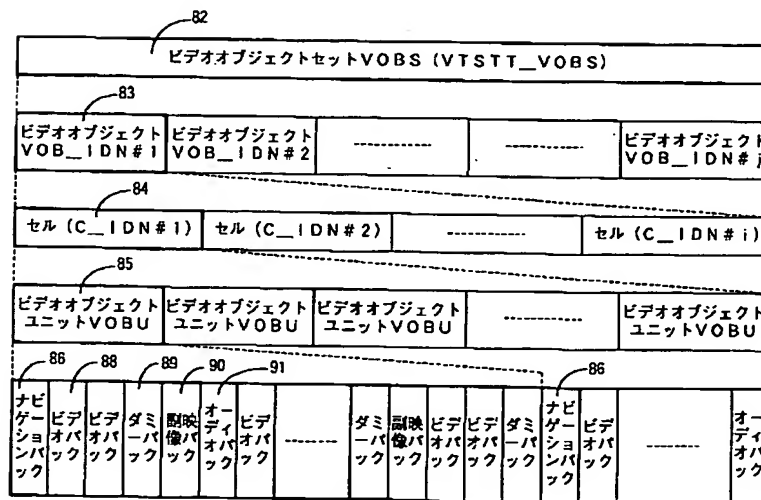 82
ビデオオブジェクトセットVOBS (VTSTT__VOBS)
83
ビデオオブジェクト
VOB__IDN#1
ビデオオブジェクト
VOB__IDN#2
ビデオオブジェクト
VOB__IDN#j
84
セル (C__IDN#1)
セル (C__IDN#2)
セル (C__IDN#i)
85
ビデオオブジェクト
ユニットVOBU
ビデオオブジェクト
ユニットVOBU
ビデオオブジェクト
ユニットVOBU
ビデオオブジェクト
ユニットVOBU
86
88
89
90
91
86
ナビゲーションパック
ビデオパック
ビデオパック
ダミーパック
副映像パック
オーディオパック
ビデオパック
ダミーパック
副映像パック
ビデオパック
ビデオパック
ダミーパック
ナビゲーションパック
ビデオパック
オーディオパック